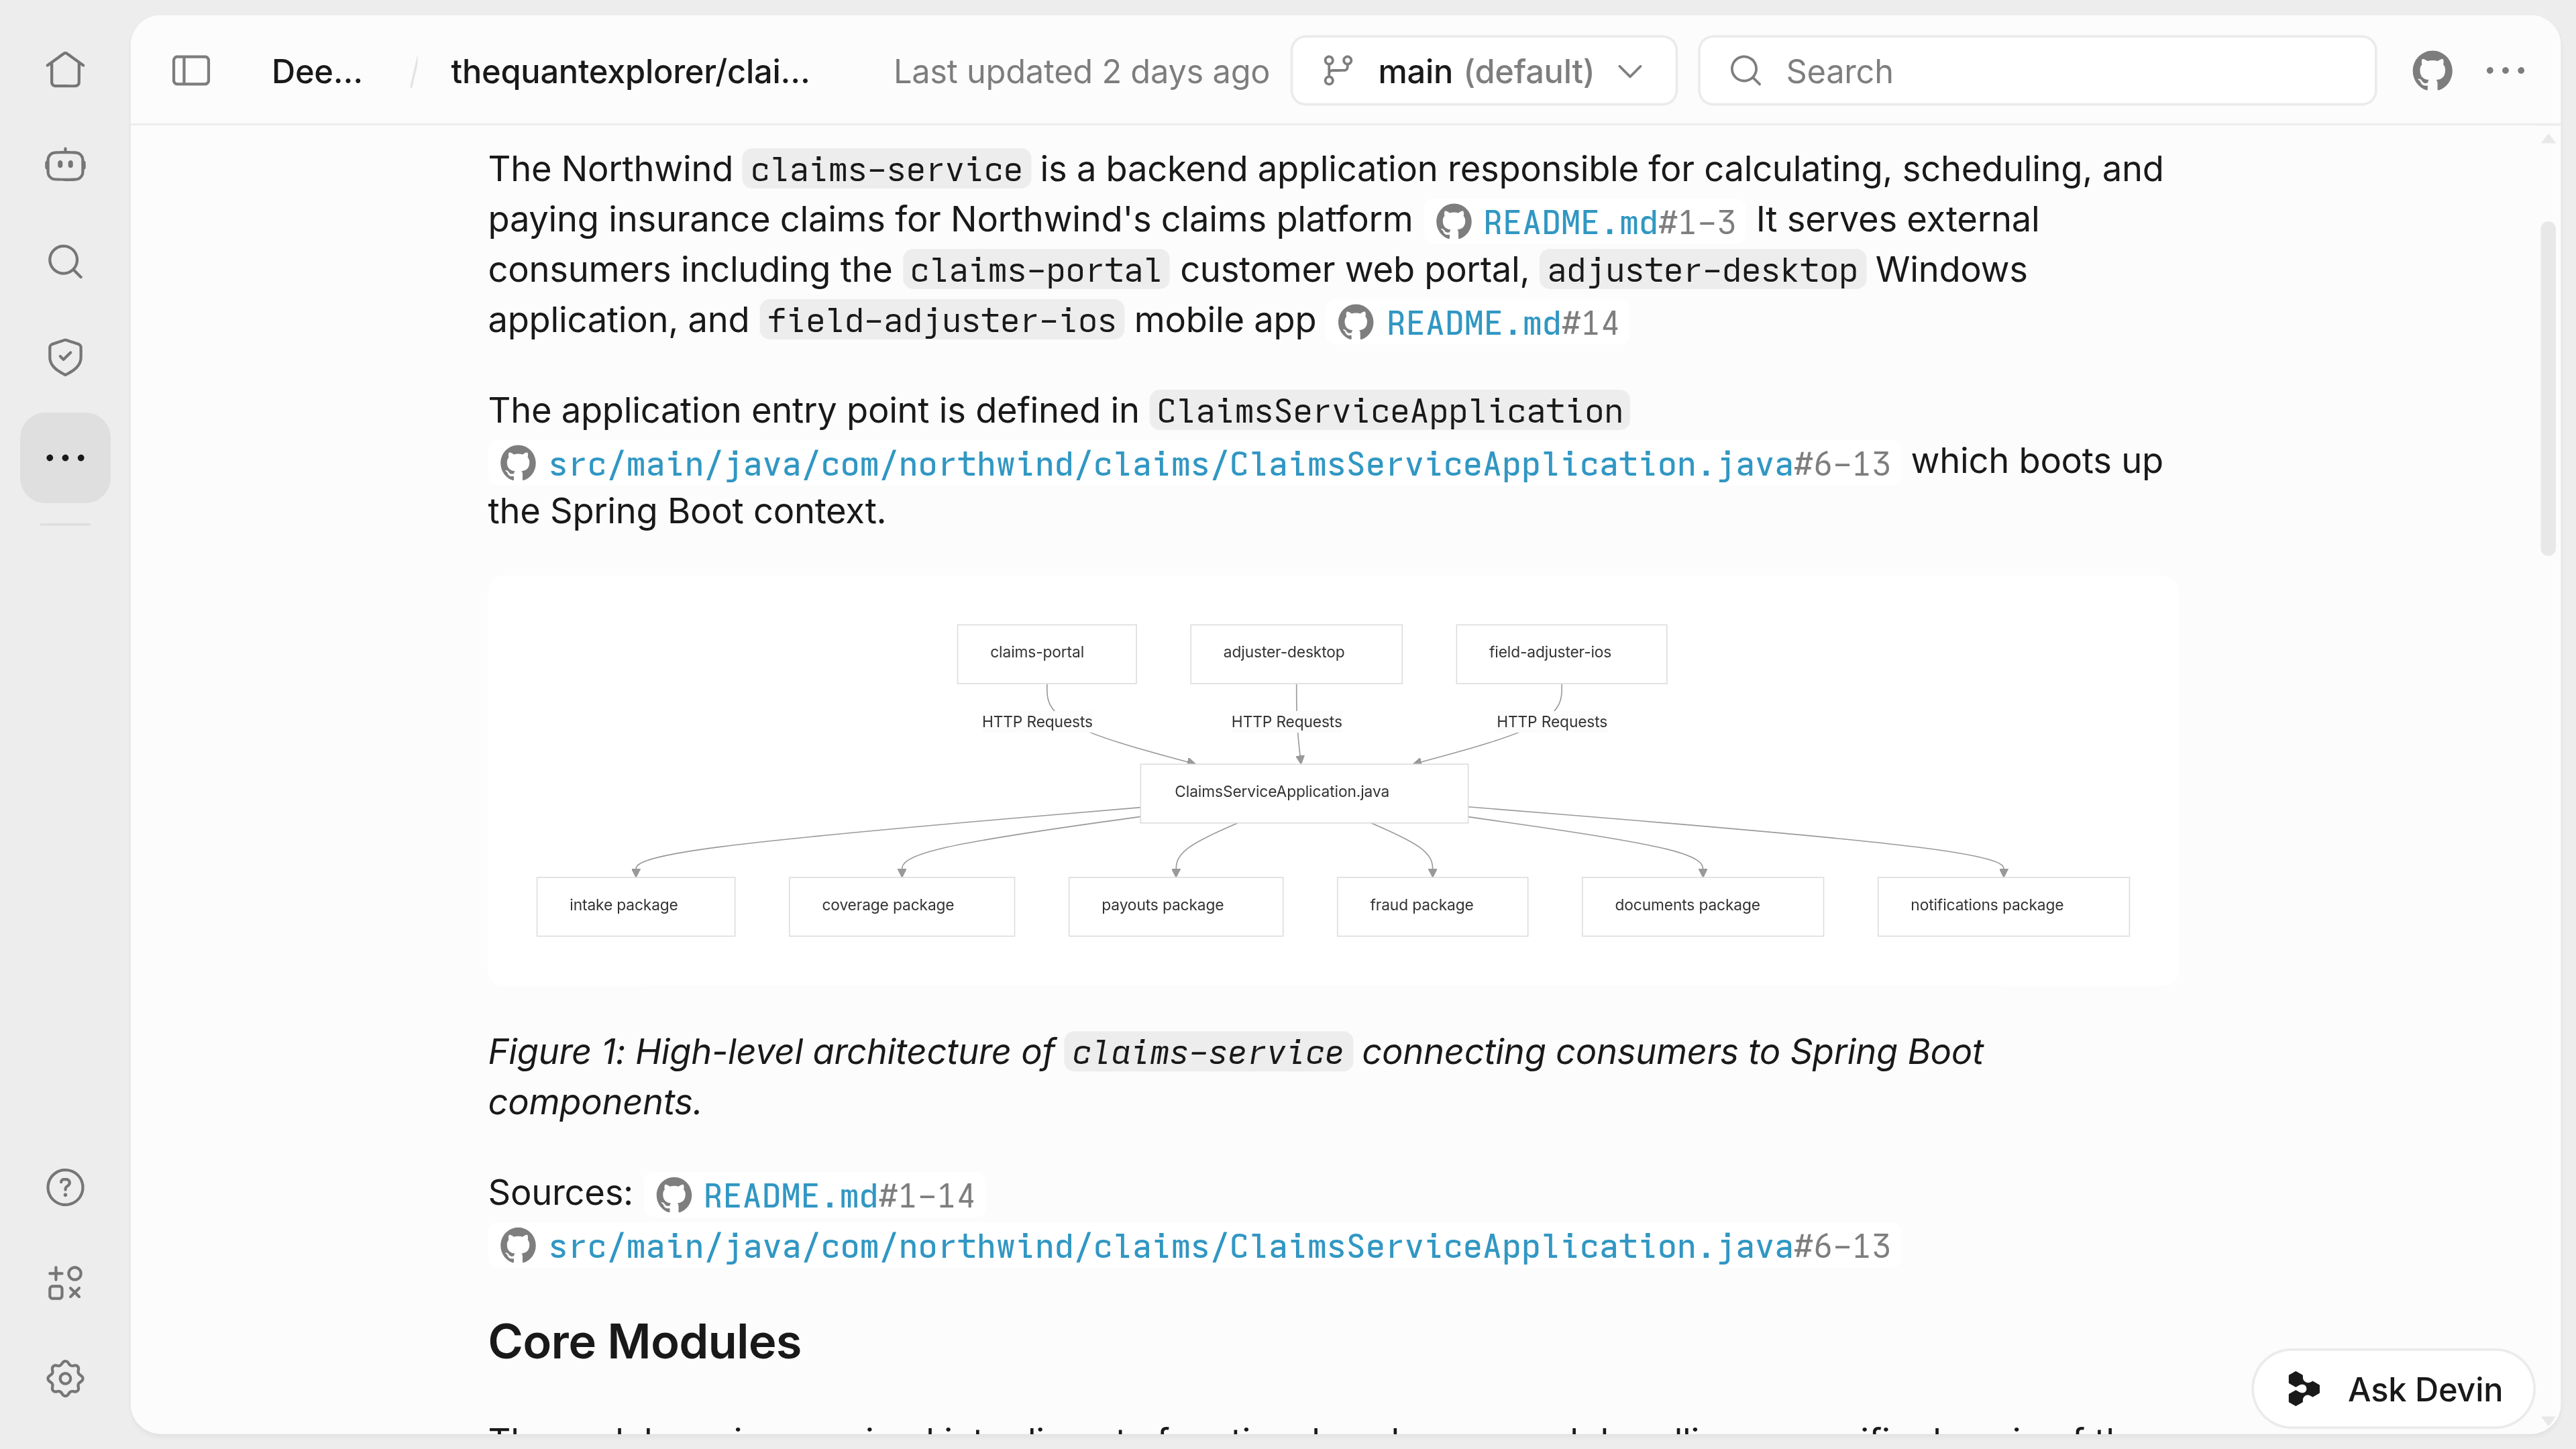 Dee... / thequantexplorer/clai... Last updated 2 days ago main (default) Search
The Northwind claims-service is a backend application responsible for calculating, scheduling, and
paying insurance claims for Northwind's claims platform README.md#1-3 It serves external
consumers including the claims-portal customer web portal, adjuster-desktop Windows
application, and field-adjuster-ios mobile app README.md#14
The application entry point is defined in ClaimsServiceApplication
src/main/java/com/northwind/claims/ClaimsServiceApplication.java#6-13 which boots up
the Spring Boot context.
claims-portal adjuster-desktop field-adjuster-ios
HTTP Requests HTTP Requests HTTP Requests
ClaimsServiceApplication.java
intake package coverage package payouts package fraud package documents package notifications package
Figure 1: High-level architecture of claims-service connecting consumers to Spring Boot
components.
Sources: README.md#1-14
src/main/java/com/northwind/claims/ClaimsServiceApplication.java#6-13
Core Modules
Ask Devin